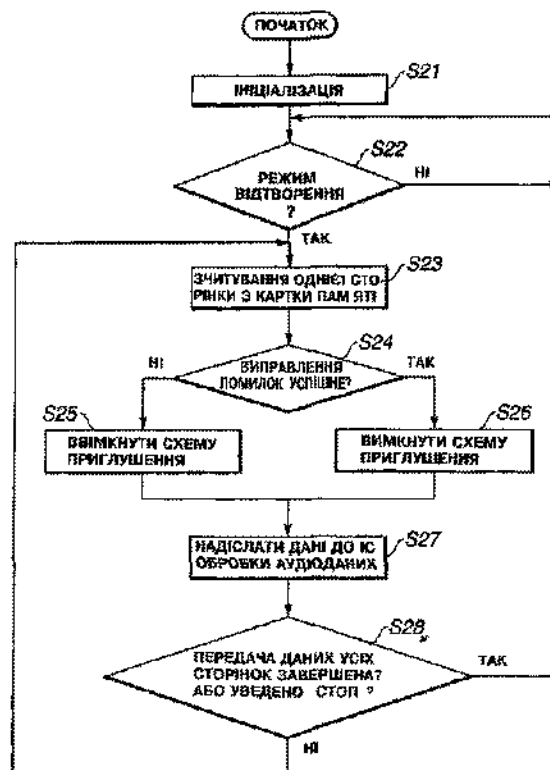 ПОЧАТОК
S21
ІНІЦІАЛІЗАЦІЯ
S22
РЕЖИМ
ВІДТВОРЕННЯ
?
НІ
ТАК
S23
ЗЧИТУВАННЯ ОДНІЄЇ СТО
РІНКИ З КАРТКИ ПАМ ЯТІ
S24
НІ
ВИПРАВЛЕННЯ
ПОМИЛОК УСПІШНЕ?
ТАК
S25
ВВІМКНУТИ СХЕМУ
ПРИГЛУШЕННЯ
S26
ВИМКНУТИ СХЕМУ
ПРИГЛУШЕННЯ
S27
НАДІСЛАТИ ДАНІ ДО ІС
ОБРОБКИ АУДІОДАНИХ
S28
ПЕРЕДАЧА ДАНИХ УСІХ
СТОРІНОК ЗАВЕРШЕНА?
АБО УВЕДЕНО СТОП ?
ТАК
НІ